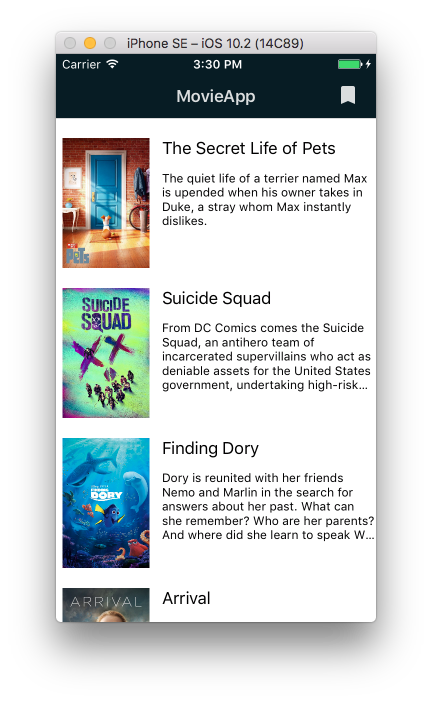 iPhone SE – iOS 10.2 (14C89)
Carrier 3:30 PM
MovieApp
The Secret Life of Pets
The quiet life of a terrier named Max
is upended when his owner takes in
Duke, a stray whom Max instantly
dislikes.
PETS
Suicide Squad
SUICIDE
SQUAD
From DC Comics comes the Suicide
Squad, an antihero team of
incarcerated supervillains who act as
deniable assets for the United States
government, undertaking high-risk...
Finding Dory
FINDING
DORY
Dory is reunited with her friends
Nemo and Marlin in the search for
answers about her past. What can
she remember? Who are her parents?
And where did she learn to speak W...
ARRIVAL
Arrival